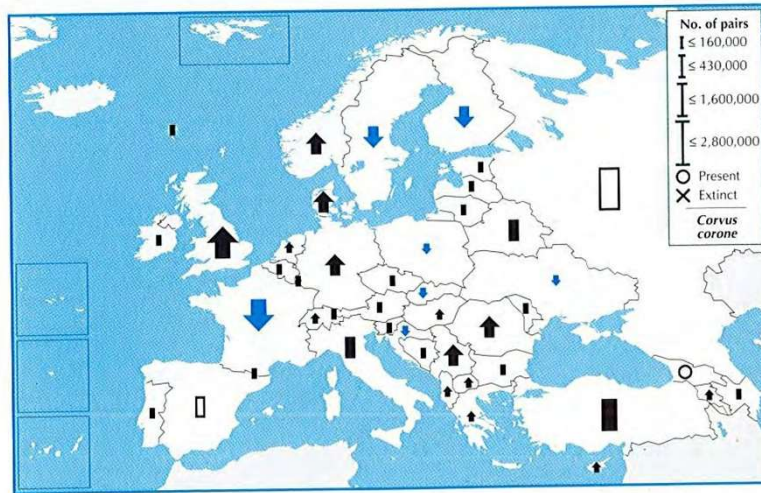 No. of pairs
≤ 160,000
≤ 430,000
≤ 1,600,000
≤ 2,800,000
Present
Extinct
Corvus
corone